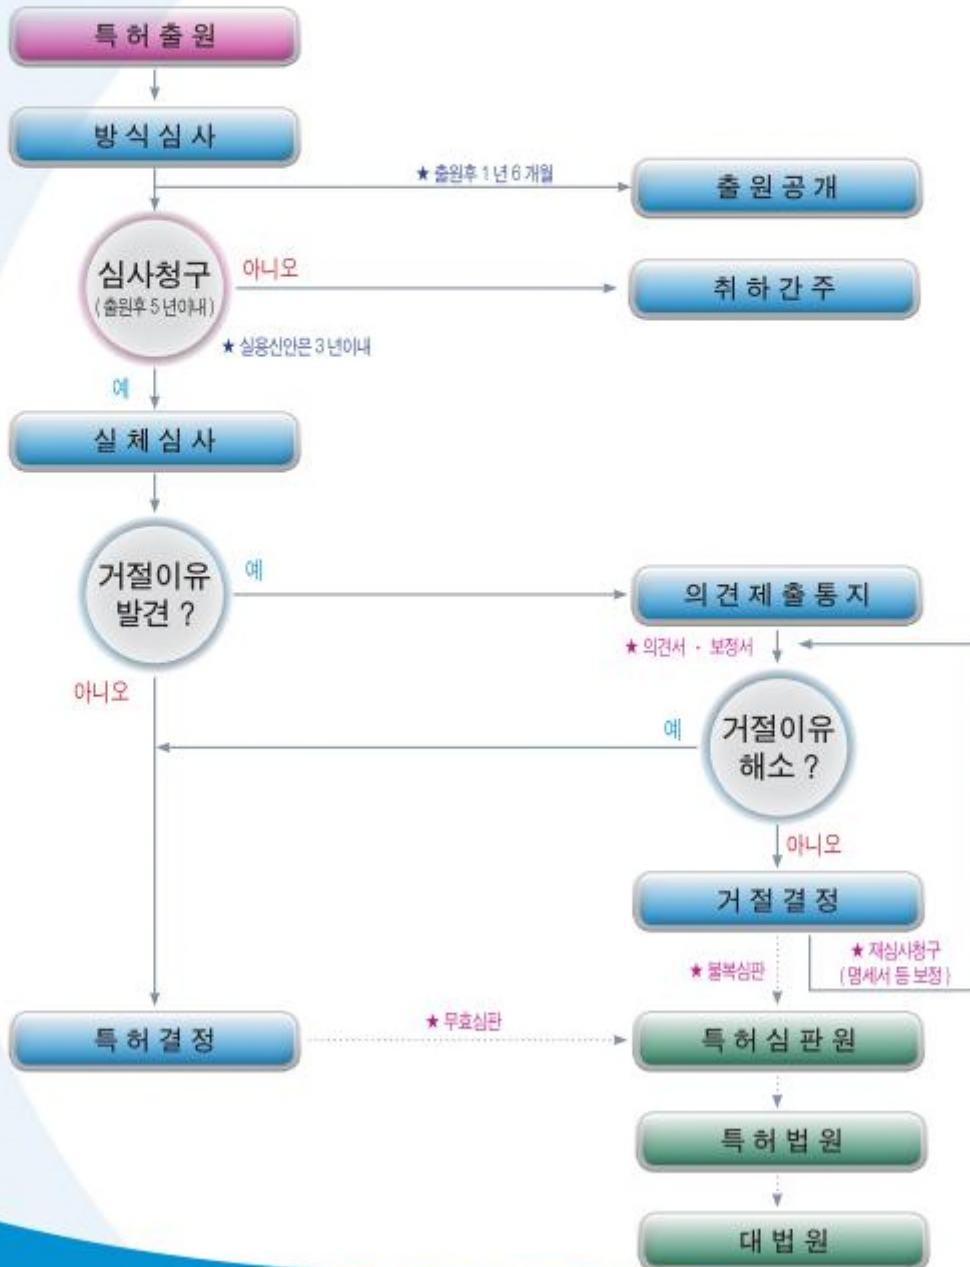 특허출원
방식심사
★ 출원후 1년 6개월
출원공개
심사청구
(출원후 5년이내)
아니오
취하간주
★ 실용신안은 3년이내
예
실체심사
거절이유
발견 ?
예
의견제출통지
★ 의견서 · 보정서
아니오
예
거절이유
해소 ?
아니오
거절결정
★ 불복심판
★ 재심사청구
(명세서 등 보정)
특허결정
★ 무효심판
특허심판원
특허법원
대법원